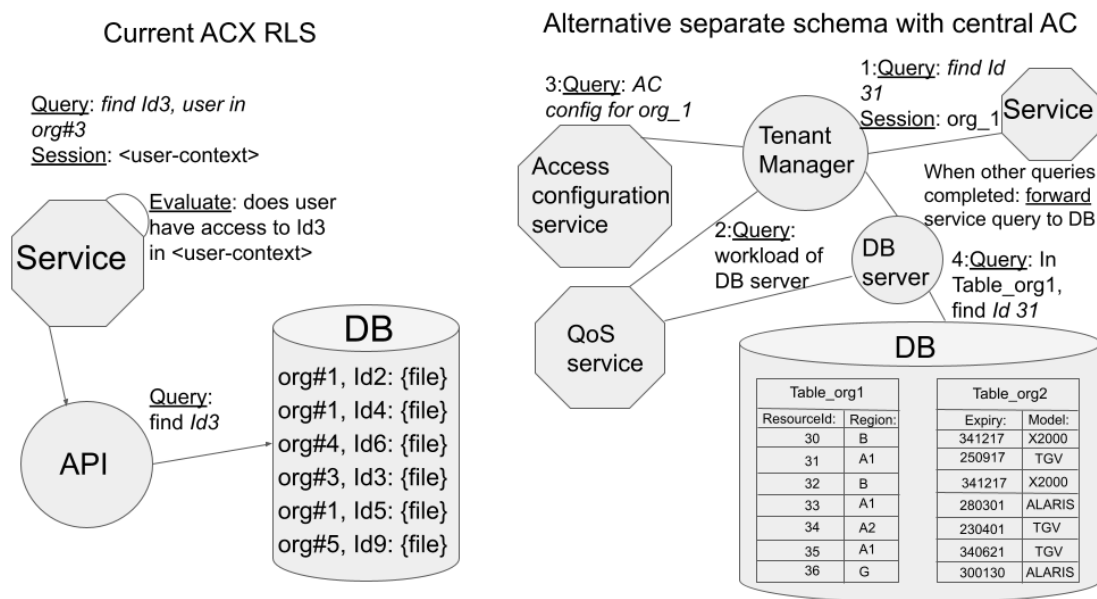 Current ACX RLS
Query: find Id3, user in
org#3
Session: <user-context>
Evaluate: does user
have access to Id3
in <user-context>
Service
API
Query:
find Id3
DB
org#1, Id2: {file}
org#1, Id4: {file}
org#4, Id6: {file}
org#3, Id3: {file}
org#1, Id5: {file}
org#5, Id9: {file}
Alternative separate schema with central AC
3:Query: AC
config for org_1
1:Query: find Id
31
Session: org_1
Service
Tenant
Manager
Access
configuration
service
When other queries
completed: forward
service query to DB
2:Query:
workload of
DB server
DB
server
4:Query: In
Table_org1,
find Id 31
QoS
service
DB
Table_org1
ResourceId: Region:
30 B
31 A1
32 B
33 A1
34 A2
35 A1
36 G
Table_org2
Expiry: Model:
341217 X2000
250917 TGV
341217 X2000
280301 ALARIS
230401 TGV
340621 TGV
300130 ALARIS